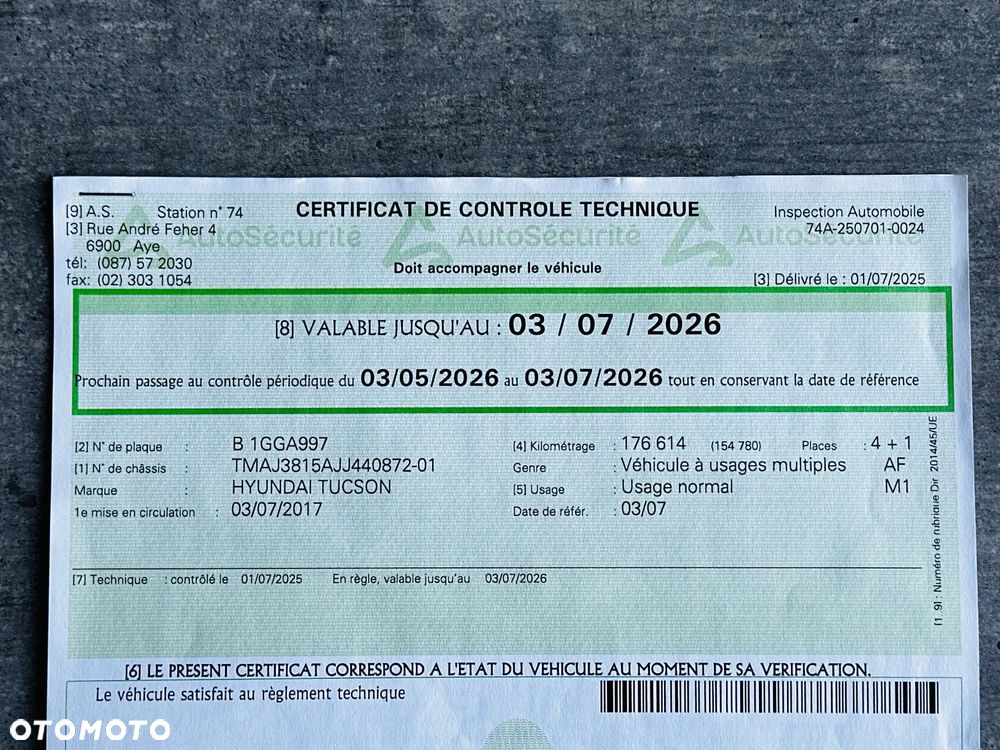 [9] A.S. Station n° 74 CERTIFICAT DE CONTROLE TECHNIQUE Inspection Automobile
[3] Rue André Feher 4 74A-250701-0024
6900 Aye AutoSécurité AutoSécurité AutoSécurité
tél: (087) 57 2030 Doit accompagner le véhicule
fax: (02) 303 1054 [3] Délivré le : 01/07/2025
[8] VALABLE JUSQU'AU : 03 / 07 / 2026
Prochain passage au contrôle périodique du 03/05/2026 au 03/07/2026 tout en conservant la date de référence
[2] N° de plaque : B 1GGA997 [4] Kilométrage : 176 614 (154 780) Places : 4 + 1
[1] N° de châssis : TMAJ3815AJJ440872-01 Genre : Véhicule à usages multiples AF
Marque : HYUNDAI TUCSON [5] Usage : Usage normal M1
1e mise en circulation : 03/07/2017 Date de référ. : 03/07
[7] Technique : contrôlé le 01/07/2025 En règle, valable jusqu'au 03/07/2026
[1..9] : Numéro de rubrique Dir. 2014/45/UE
[6] LE PRESENT CERTIFICAT CORRESPOND A L'ETAT DU VEHICULE AU MOMENT DE SA VERIFICATION.
Le véhicule satisfait au règlement technique
OTOMOTO